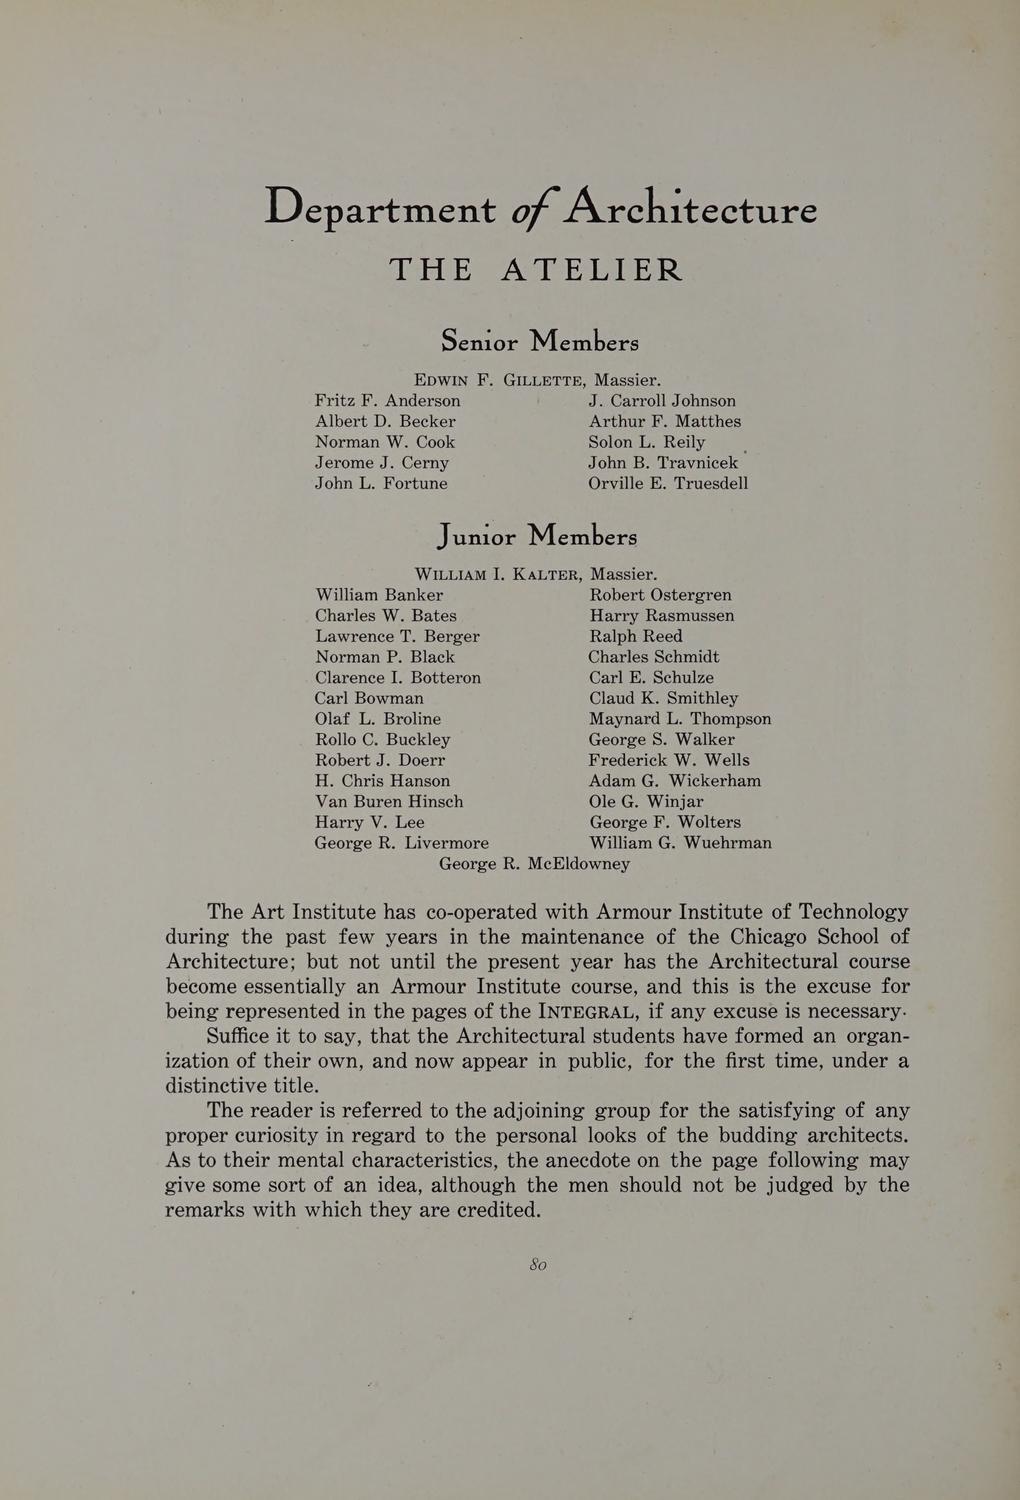 Department of Architecture
THE ATELIER
Senior Members
EDWIN F. GILLETTE, Massier.
Fritz F. Anderson J. Carroll Johnson
Albert D. Becker Arthur F. Matthes
Norman W. Cook Solon L. Reily
Jerome J. Cerny John B. Travnicek
John L. Fortune Orville E. Truesdell
Junior Members
WILLIAM I. KALTER, Massier.
William Banker Robert Ostergren
Charles W. Bates Harry Rasmussen
Lawrence T. Berger Ralph Reed
Norman P. Black Charles Schmidt
Clarence I. Botteron Carl E. Schulze
Carl Bowman Claud K. Smithley
Olaf L. Broline Maynard L. Thompson
Rollo C. Buckley George S. Walker
Robert J. Doerr Frederick W. Wells
H. Chris Hanson Adam G. Wickerham
Van Buren Hinsch Ole G. Winjar
Harry V. Lee George F. Wolters
George R. Livermore William G. Wuehrman
George R. McEldowney
The Art Institute has co-operated with Armour Institute of Technology
during the past few years in the maintenance of the Chicago School of
Architecture; but not until the present year has the Architectural course
become essentially an Armour Institute course, and this is the excuse for
being represented in the pages of the INTEGRAL, if any excuse is necessary.
Suffice it to say, that the Architectural students have formed an organ-
ization of their own, and now appear in public, for the first time, under a
distinctive title.
The reader is referred to the adjoining group for the satisfying of any
proper curiosity in regard to the personal looks of the budding architects.
As to their mental characteristics, the anecdote on the page following may
give some sort of an idea, although the men should not be judged by the
remarks with which they are credited.
80